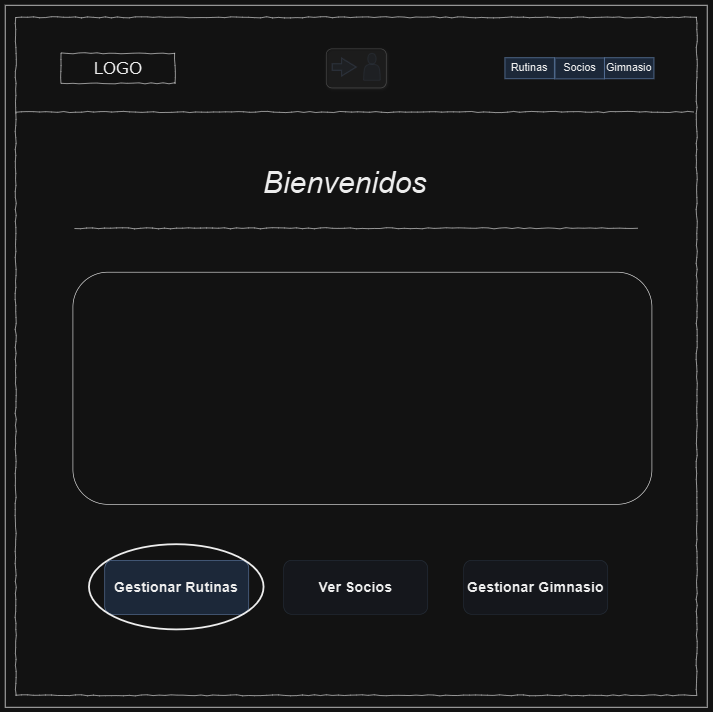 LOGO
Rutinas
Socios
Gimnasio
Bienvenidos
Gestionar Rutinas
Ver Socios
Gestionar Gimnasio